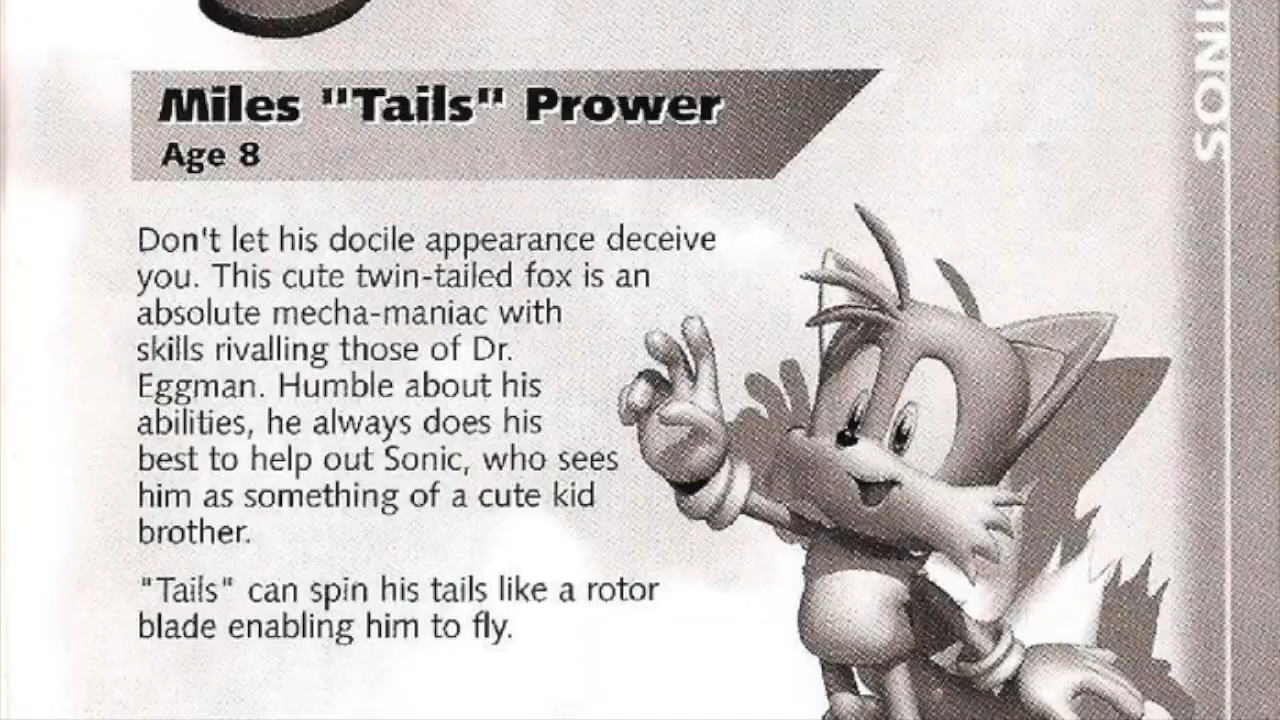 Miles "Tails" Prower
Age 8
Don't let his docile appearance deceive
you. This cute twin-tailed fox is an
absolute mecha-maniac with
skills rivalling those of Dr.
Eggman. Humble about his
abilities, he always does his
best to help out Sonic, who sees
him as something of a cute kid
brother.
"Tails" can spin his tails like a rotor
blade enabling him to fly.